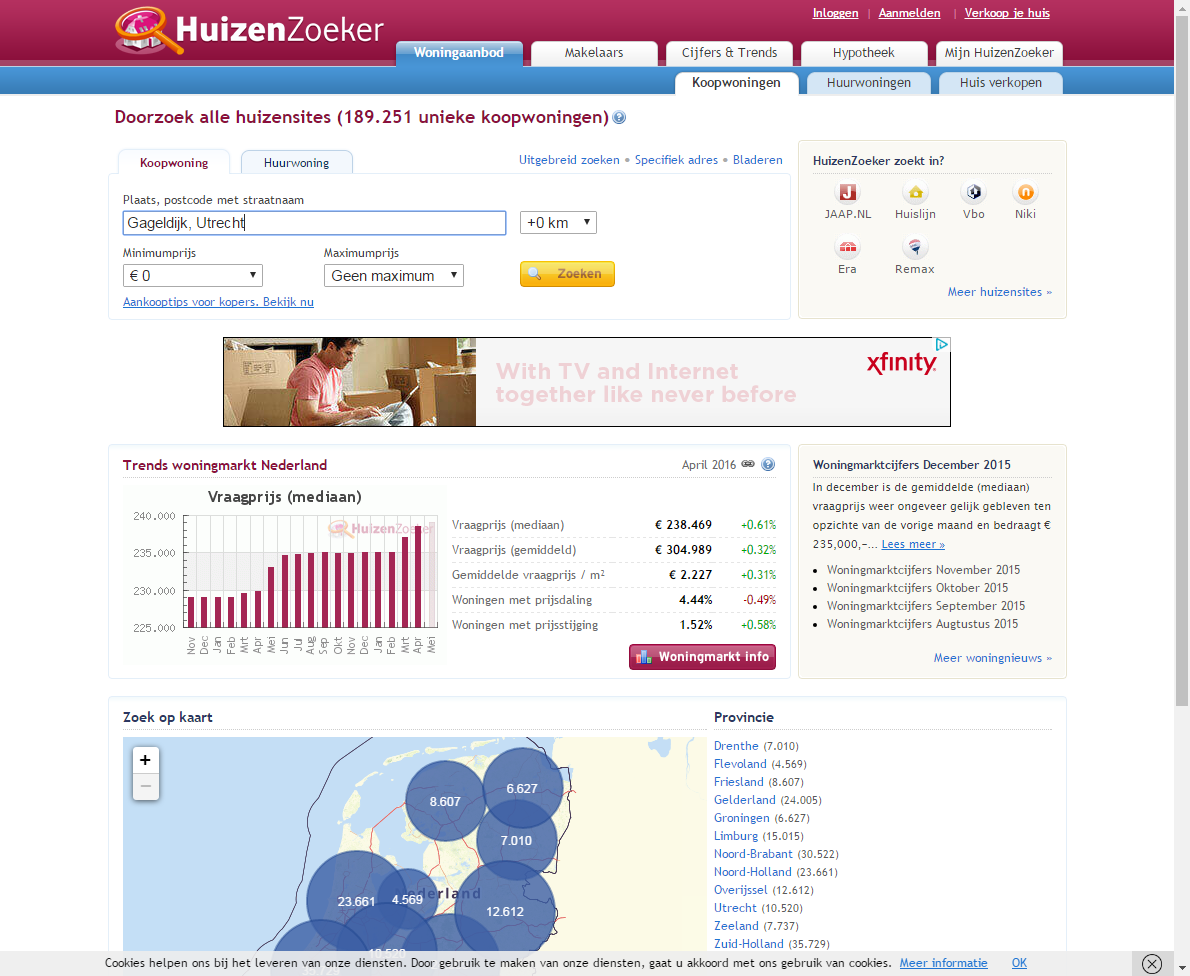 Inloggen | Aanmelden | Verkoop je huis
HuizenZoeker
Woningaanbod
Makelaars
Cijfers & Trends
Hypotheek
Mijn HuizenZoeker
Koopwoningen
Huurwoningen
Huis verkopen
Doorzoek alle huizensites (189.251 unieke koopwoningen)
Koopwoning
Huurwoning
Uitgebreid zoeken • Specifiek adres • Bladeren
Plaats, postcode met straatnaam
Gageldijk, Utrecht
+0 km
Minimumprijs
Maximumprijs
€ 0
Geen maximum
Zoeken
Aankooptips voor kopers. Bekijk nu
HuizenZoeker zoekt in?
JAAP.NL
Huislijn
Vbo
Niki
Era
Remax
Meer huizensites »
With TV and Internet
together like never before
xfinity
Trends woningmarkt Nederland
April 2016
Vraagprijs (mediaan)
HuizenZoeker
240.000
235.000
230.000
225.000
Nov Dec Jan Feb Mrt Apr Mei Jun Jul Aug Sep Okt Nov Dec Jan Feb Mrt Apr Mei
Vraagprijs (mediaan) € 238.469 +0.61%
Vraagprijs (gemiddeld) € 304.989 +0.32%
Gemiddelde vraagprijs / m² € 2.227 +0.31%
Woningen met prijsdaling 4.44% -0.49%
Woningen met prijsstijging 1.52% +0.58%
Woningmarkt info
Woningmarktcijfers December 2015
In december is de gemiddelde (mediaan)
vraagprijs weer ongeveer gelijk gebleven ten
opzichte van de vorige maand en bedraagt €
235,000,-... Lees meer »
Woningmarktcijfers November 2015
Woningmarktcijfers Oktober 2015
Woningmarktcijfers September 2015
Woningmarktcijfers Augtustus 2015
Meer woningnieuws »
Zoek op kaart
+
−
8.607
6.627
7.010
23.661
4.569
Nederland
12.612
10.520
Provincie
Drenthe (7.010)
Flevoland (4.569)
Friesland (8.607)
Gelderland (24.005)
Groningen (6.627)
Limburg (15.015)
Noord-Brabant (30.522)
Noord-Holland (23.661)
Overijssel (12.612)
Utrecht (10.520)
Zeeland (7.737)
Zuid-Holland (35.729)
Cookies helpen ons bij het leveren van onze diensten. Door gebruik te maken van onze diensten, gaat u akkoord met ons gebruik van cookies. Meer informatie OK